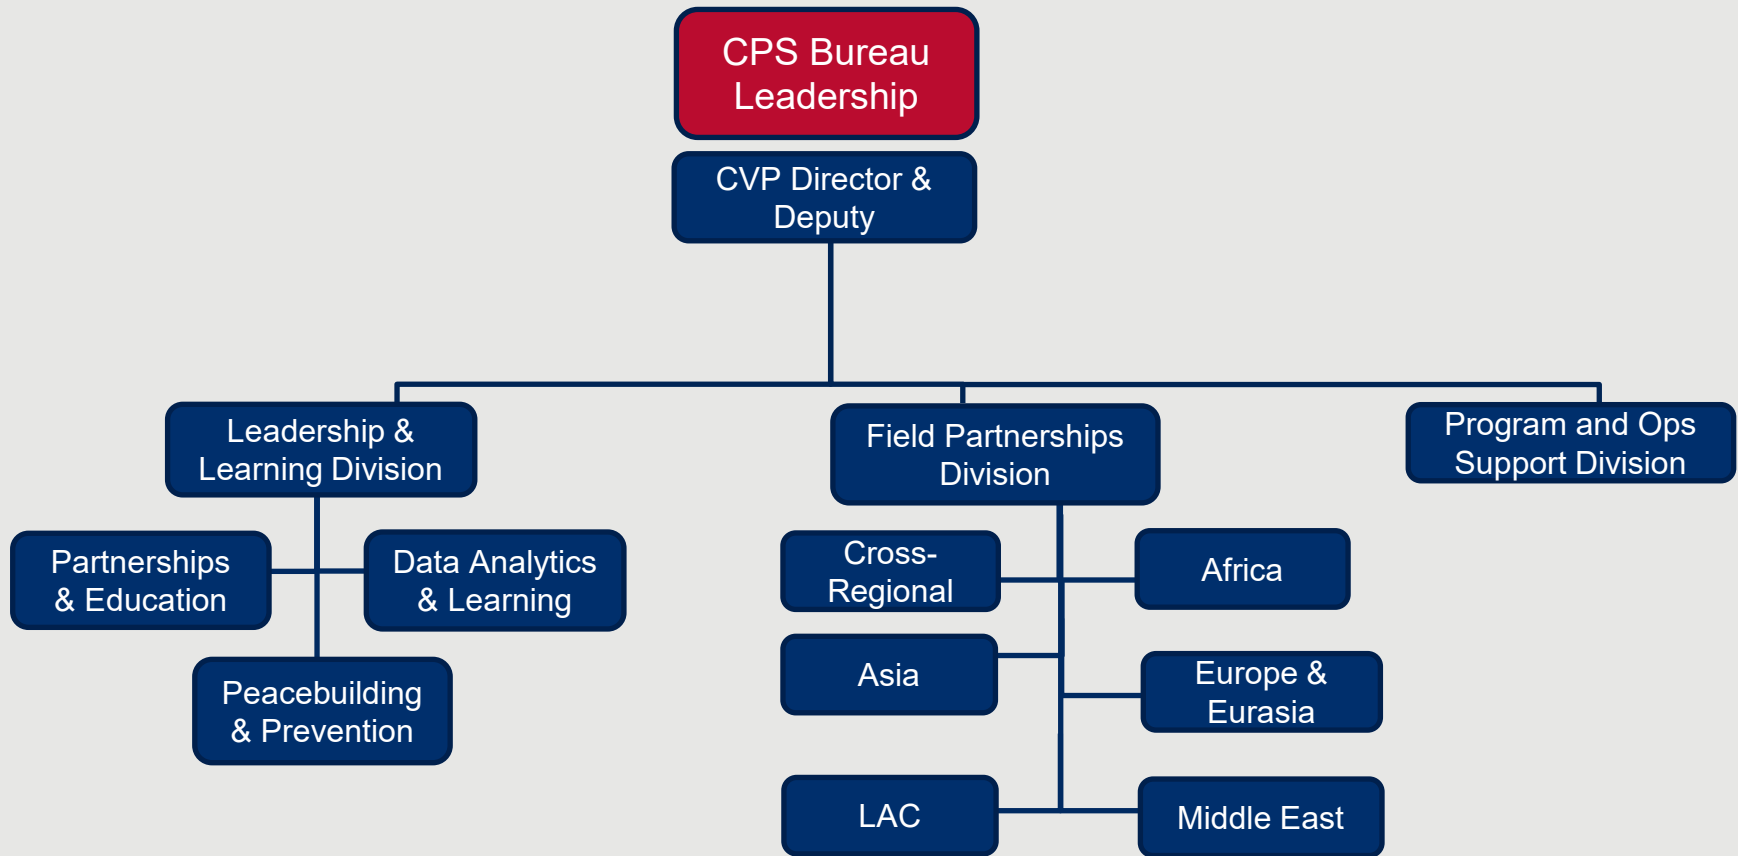 CPS Bureau
Leadership
CVP Director &
Deputy
Leadership &
Learning Division
Field Partnerships
Division
Program and Ops
Support Division
Partnerships
& Education
Data Analytics
& Learning
Peacebuilding
& Prevention
Cross-
Regional
Africa
Asia
Europe &
Eurasia
LAC
Middle East